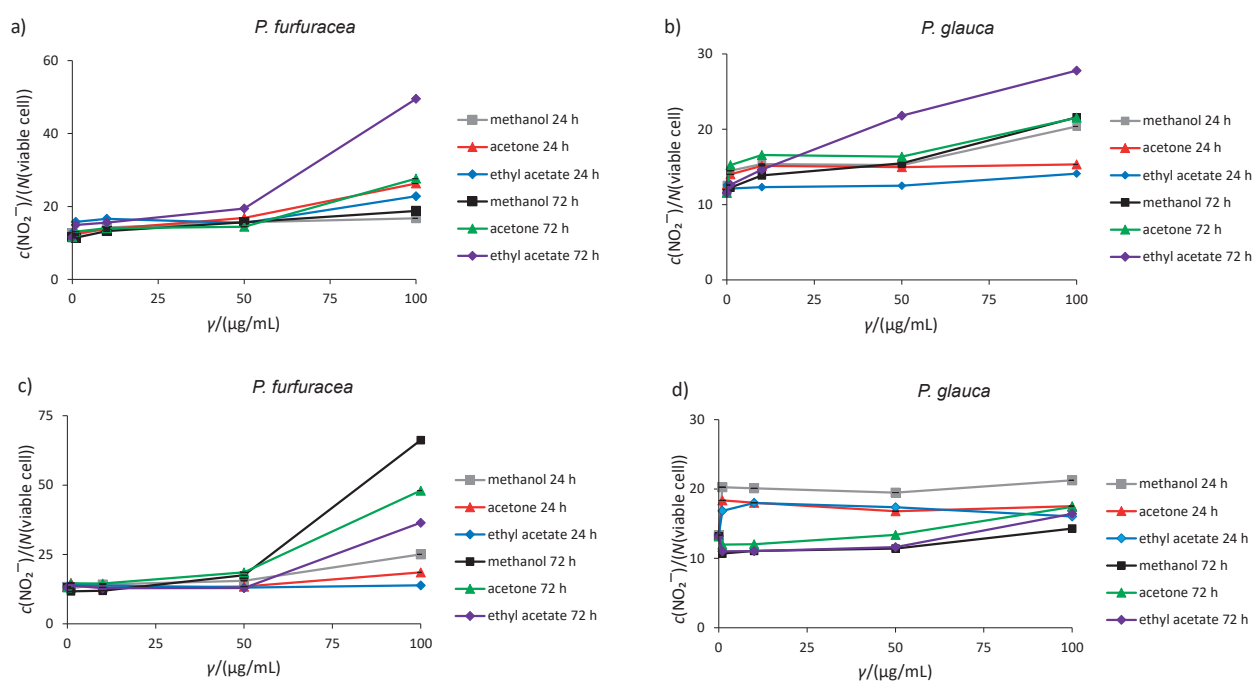 a)
P. furfuracea
c(NO₂⁻)/(N(viable cell))
60
40
20
0
0
25
50
75
100
γ/(µg/mL)
methanol 24 h
acetone 24 h
ethyl acetate 24 h
methanol 72 h
acetone 72 h
ethyl acetate 72 h
b)
P. glauca
c(NO₂⁻)/(N(viable cell))
30
20
10
0
0
25
50
75
100
γ/(µg/mL)
methanol 24 h
acetone 24 h
ethyl acetate 24 h
methanol 72 h
acetone 72 h
ethyl acetate 72 h
c)
P. furfuracea
c(NO₂⁻)/(N(viable cell))
75
50
25
0
0
25
50
75
100
γ/(µg/mL)
methanol 24 h
acetone 24 h
ethyl acetate 24 h
methanol 72 h
acetone 72 h
ethyl acetate 72 h
d)
P. glauca
c(NO₂⁻)/(N(viable cell))
30
20
10
0
0
25
50
75
100
γ/(µg/mL)
methanol 24 h
acetone 24 h
ethyl acetate 24 h
methanol 72 h
acetone 72 h
ethyl acetate 72 h